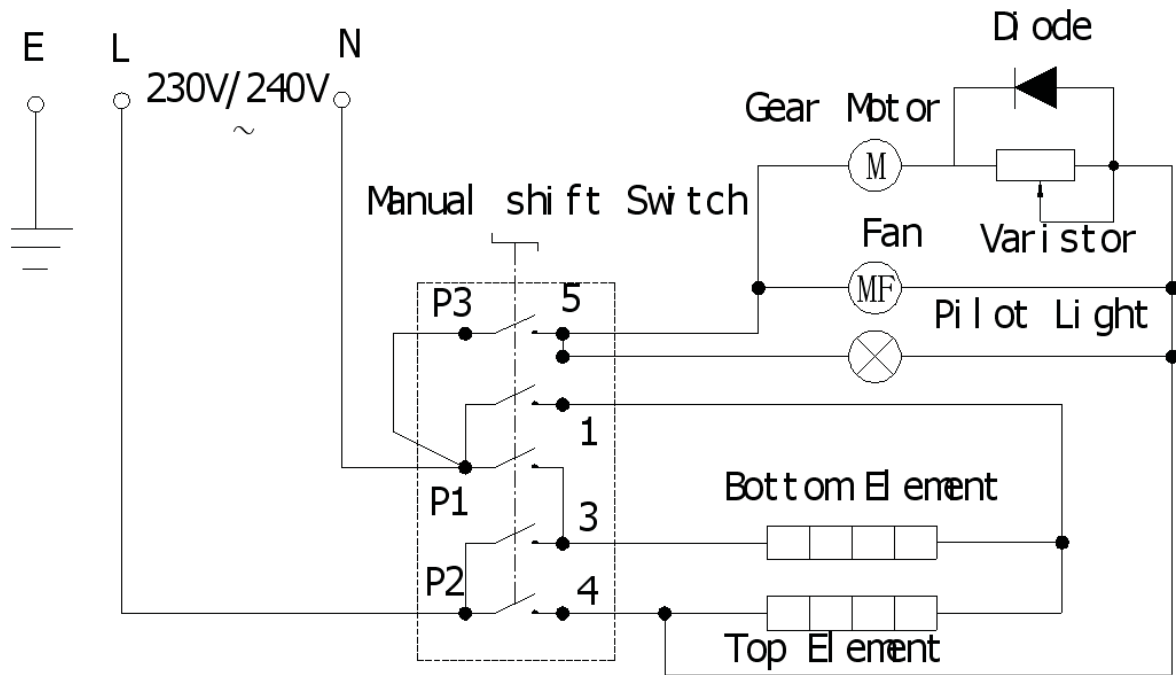 Diode
E
L
N
230V/240V
~
Gear Motor
M
Manual shift Switch
Fan
Varistor
MF
P3
5
Pilot Light
1
P1
Bottom Element
3
P2
4
Top Element